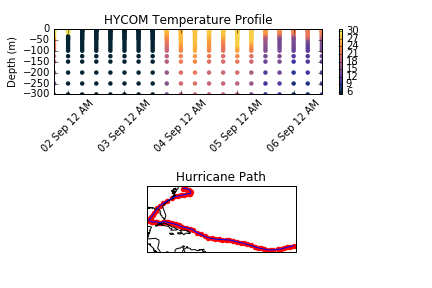 HYCOM Temperature Profile
Depth (m)
0
−50
−100
−150
−200
−250
−300
02 Sep 12 AM
03 Sep 12 AM
04 Sep 12 AM
05 Sep 12 AM
06 Sep 12 AM
30
27
24
21
18
15
12
9
6
Hurricane Path